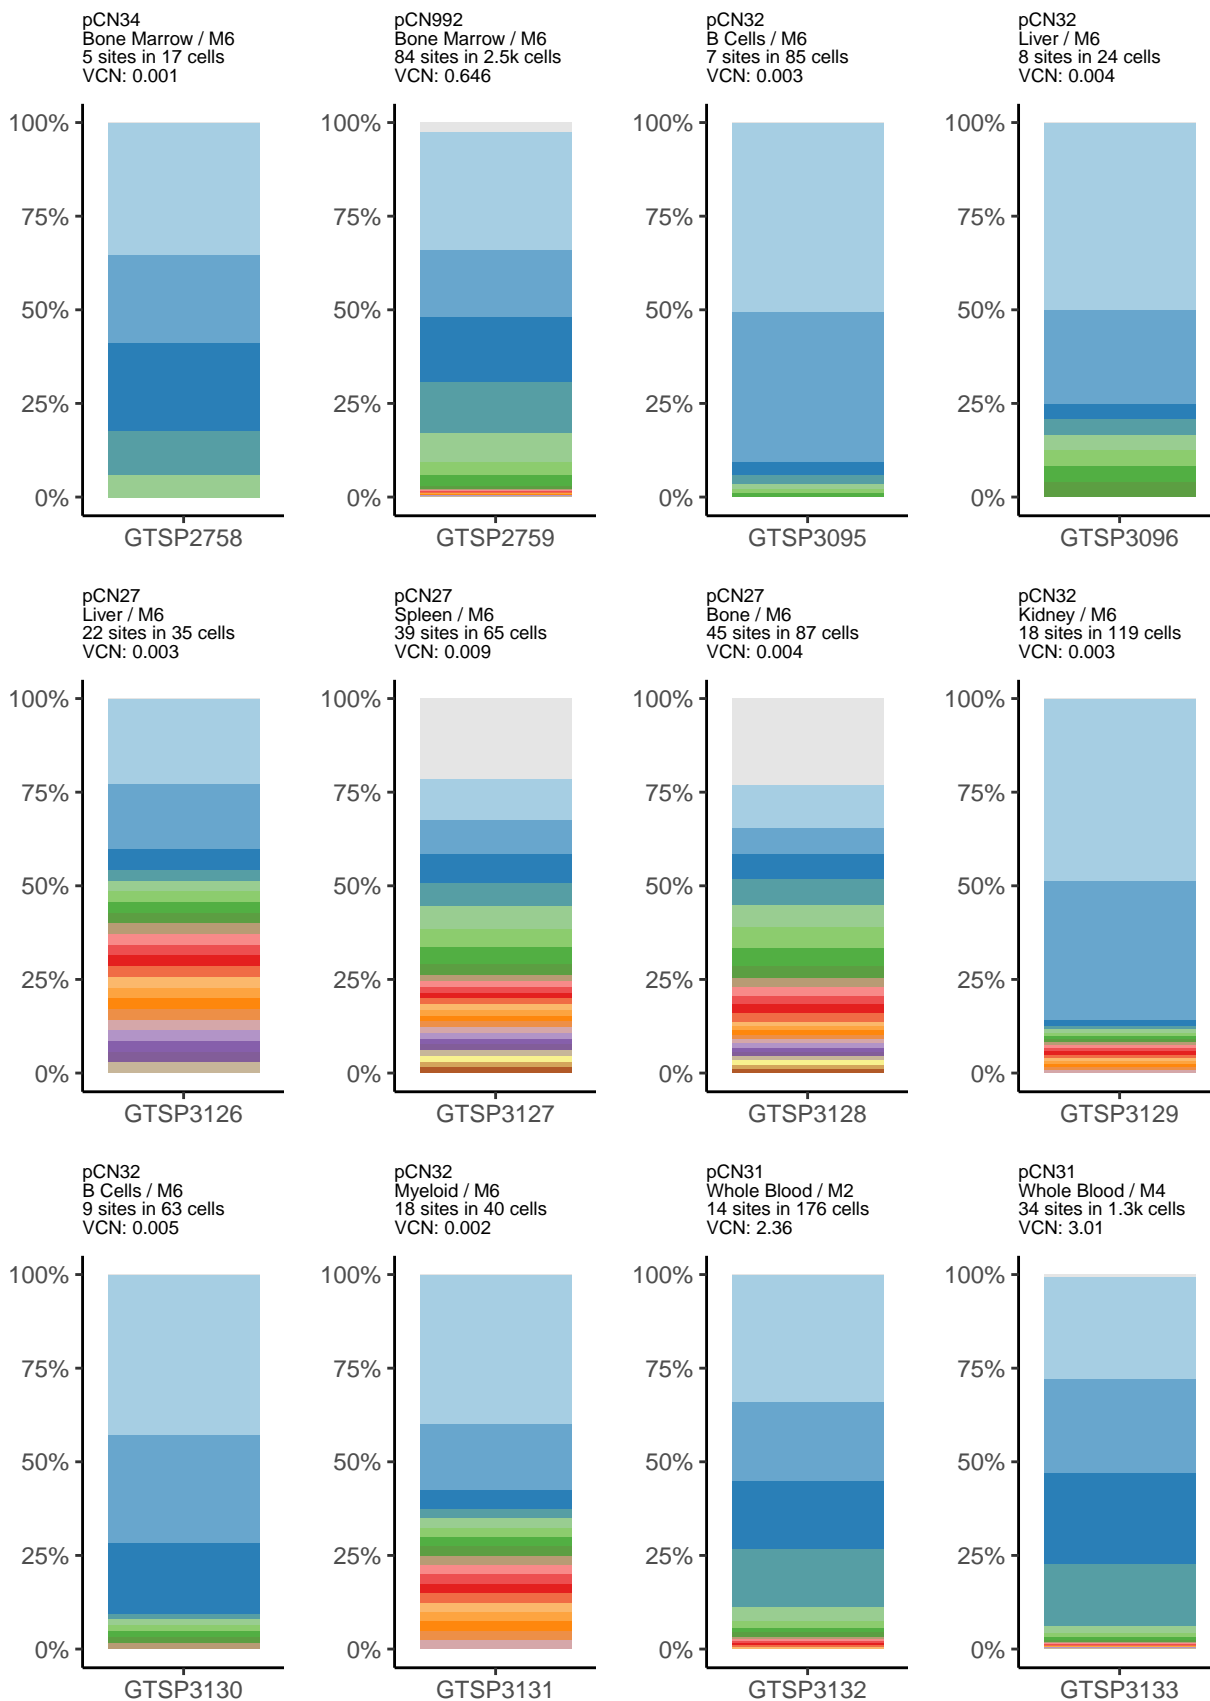 pCN34
Bone Marrow / M6
5 sites in 17 cells
VCN: 0.001
100%
75%
50%
25%
0%
GTSP2758
pCN992
Bone Marrow / M6
84 sites in 2.5k cells
VCN: 0.646
100%
75%
50%
25%
0%
GTSP2759
pCN32
B Cells / M6
7 sites in 85 cells
VCN: 0.003
100%
75%
50%
25%
0%
GTSP3095
pCN32
Liver / M6
8 sites in 24 cells
VCN: 0.004
100%
75%
50%
25%
0%
GTSP3096
pCN27
Liver / M6
22 sites in 35 cells
VCN: 0.003
100%
75%
50%
25%
0%
GTSP3126
pCN27
Spleen / M6
39 sites in 65 cells
VCN: 0.009
100%
75%
50%
25%
0%
GTSP3127
pCN27
Bone / M6
45 sites in 87 cells
VCN: 0.004
100%
75%
50%
25%
0%
GTSP3128
pCN32
Kidney / M6
18 sites in 119 cells
VCN: 0.003
100%
75%
50%
25%
0%
GTSP3129
pCN32
B Cells / M6
9 sites in 63 cells
VCN: 0.005
100%
75%
50%
25%
0%
GTSP3130
pCN32
Myeloid / M6
18 sites in 40 cells
VCN: 0.002
100%
75%
50%
25%
0%
GTSP3131
pCN31
Whole Blood / M2
14 sites in 176 cells
VCN: 2.36
100%
75%
50%
25%
0%
GTSP3132
pCN31
Whole Blood / M4
34 sites in 1.3k cells
VCN: 3.01
100%
75%
50%
25%
0%
GTSP3133